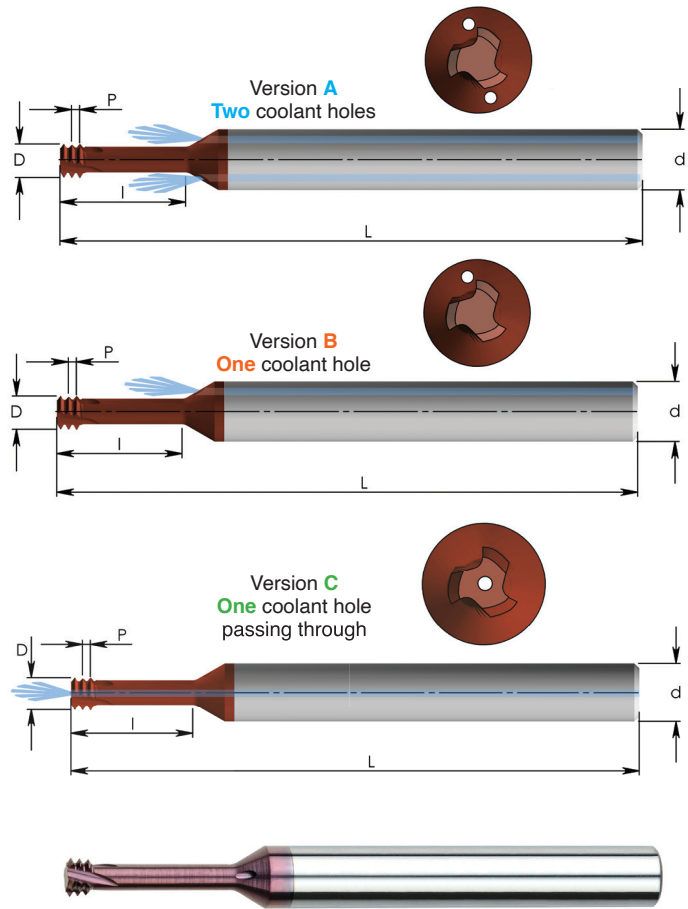 Version A
Two coolant holes
P
D
d
l
L
Version B
One coolant hole
P
D
d
l
L
Version C
One coolant hole
passing through
P
D
d
l
L